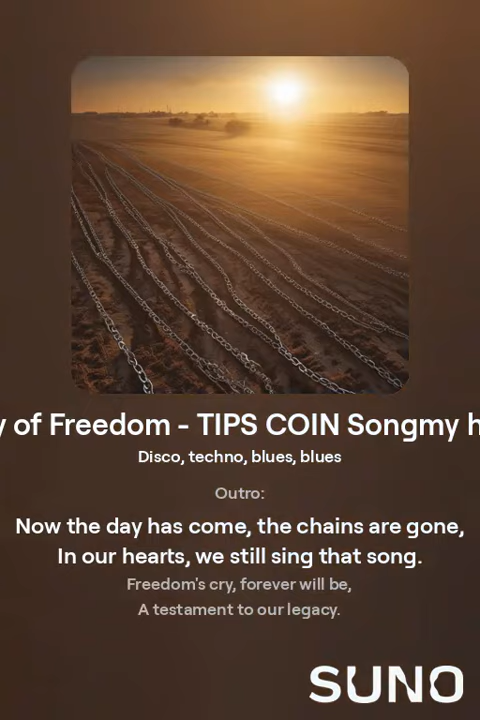 y of Freedom - TIPS COIN Songmy h
Disco, techno, blues, blues
Outro:
Now the day has come, the chains are gone,
In our hearts, we still sing that song.
Freedom's cry, forever will be,
A testament to our legacy.
SUNO